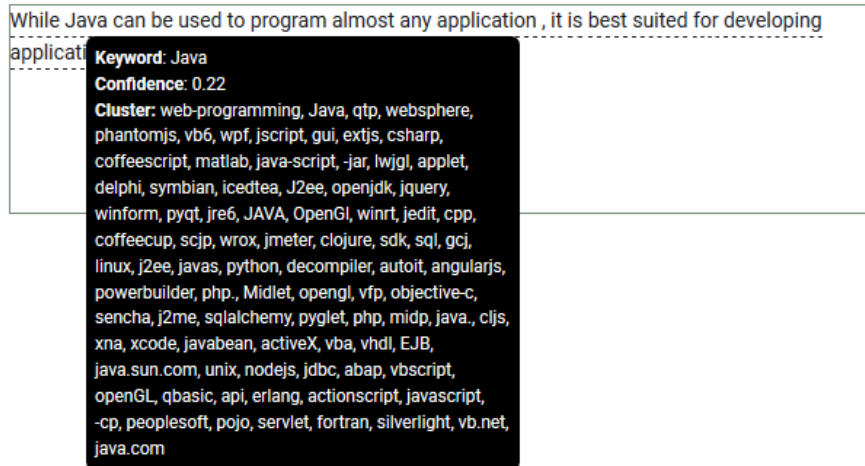 While Java can be used to program almost any application , it is best suited for developing
applicati
Keyword: Java
Confidence: 0.22
Cluster: web-programming, Java, qtp, websphere,
phantomjs, vb6, wpf, jscript, gui, extjs, csharp,
coffeescript, matlab, java-script, -jar, lwjgl, applet,
delphi, symbian, icedtea, J2ee, openjdk, jquery,
winform, pyqt, jre6, JAVA, OpenGl, winrt, jedit, cpp,
coffeecup, scjp, wrox, jmeter, clojure, sdk, sql, gcj,
linux, j2ee, javas, python, decompiler, autoit, angularjs,
powerbuilder, php., Midlet, opengl, vfp, objective-c,
sencha, j2me, sqlalchemy, pyglet, php, midp, java., cljs,
xna, xcode, javabean, activeX, vba, vhdl, EJB,
java.sun.com, unix, nodejs, jdbc, abap, vbscript,
openGL, qbasic, api, erlang, actionscript, javascript,
-cp, peoplesoft, pojo, servlet, fortran, silverlight, vb.net,
java.com